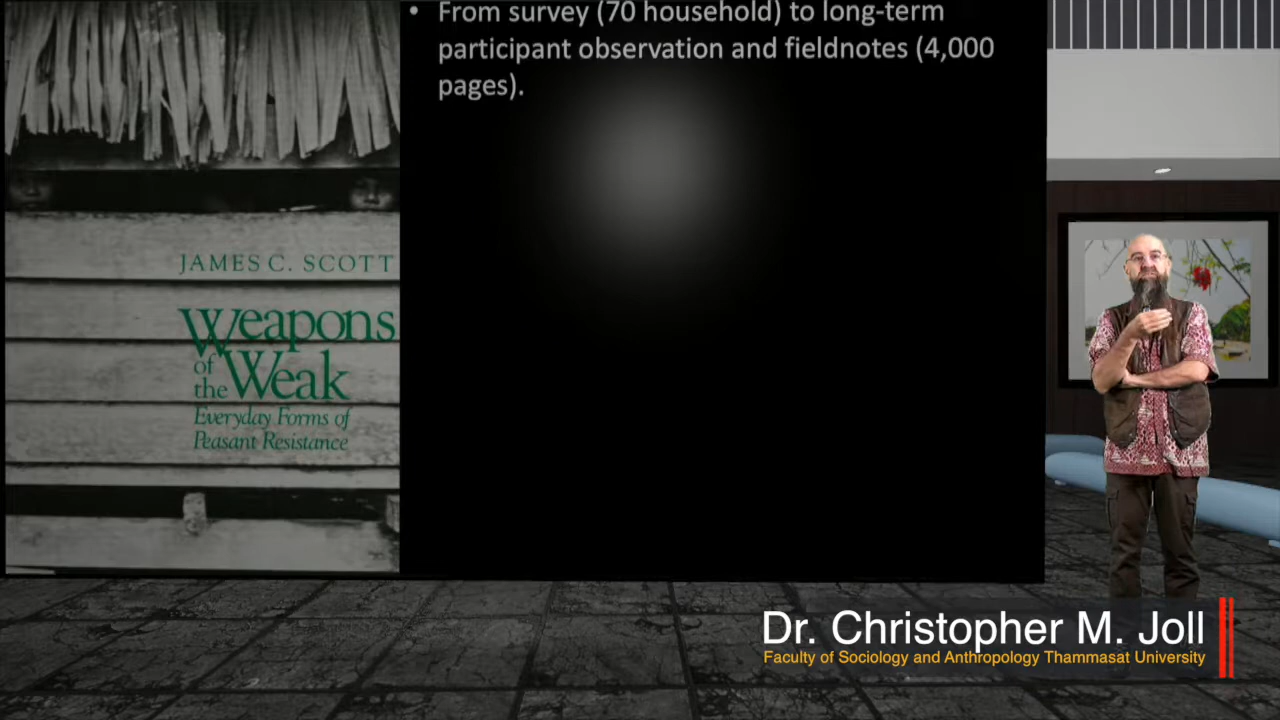 • From survey (70 household) to long-term
participant observation and fieldnotes (4,000
pages).
JAMES C. SCOTT
Weapons
of
the Weak
Everyday Forms of
Peasant Resistance
Dr. Christopher M. Joll
Faculty of Sociology and Anthropology Thammasat University